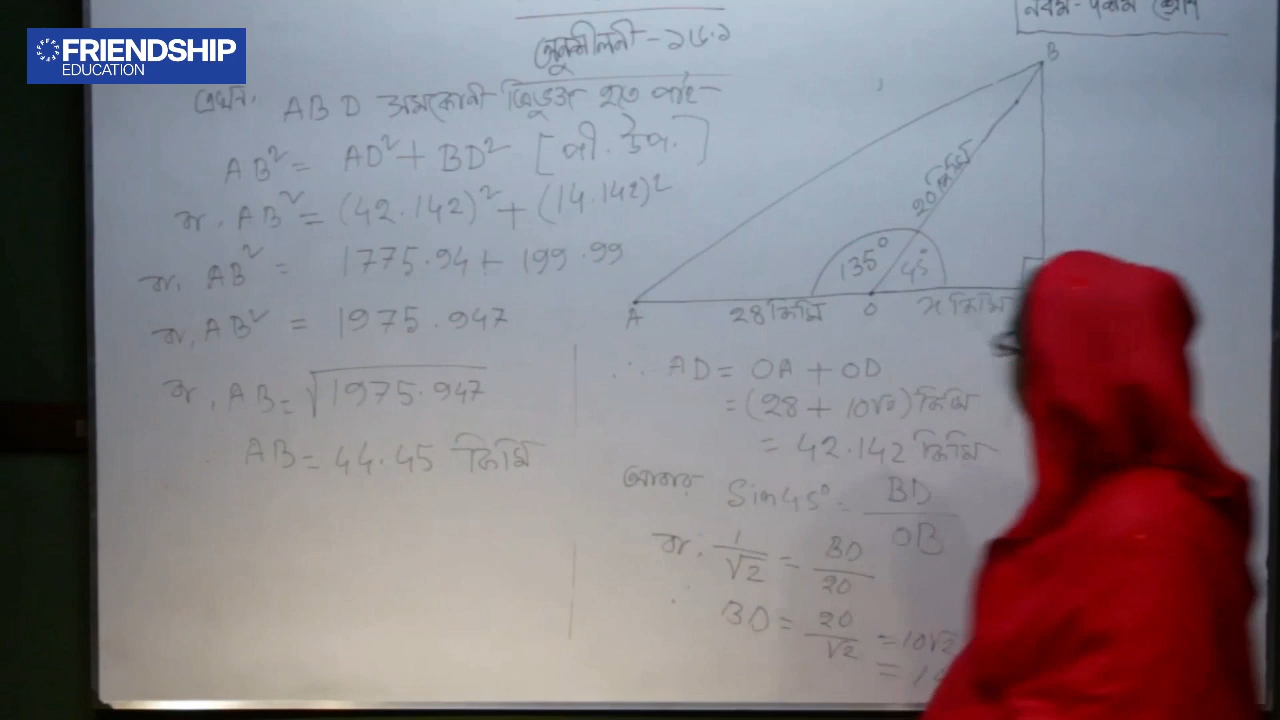 FRIENDSHIP
EDUCATION
নবম-দশম শ্রেণি
অনুশীলনী-১৬.১
এখন, ABD সমকোনী ত্রিভুজ হতে পাই-
AB² = AD² + BD² [পী. উপ.]
বা, AB² = (42.142)² + (14.142)²
বা, AB² = 1775.94 + 199.99
বা, AB² = 1975.947
বা, AB = √1975.947
AB = 44.45 কিমি
B
20 কিমি
135° 45°
A 28 কিমি O x কিমি
∴ AD = OA + OD
= (28 + 10√2) কিমি
= 42.142 কিমি
আবার Sin45° = BD/OB
বা, 1/√2 = BD/20
∴ BD = 20/√2 = 10√2